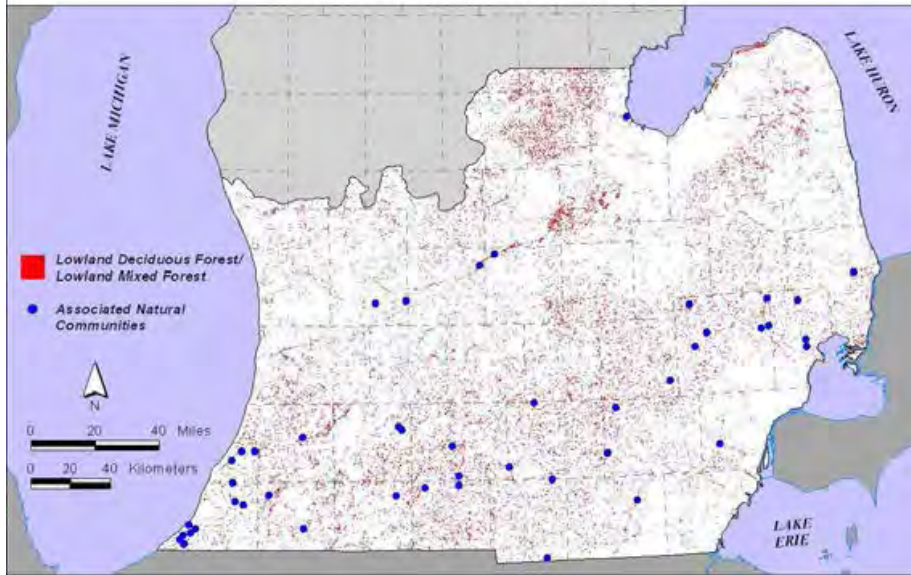 LAKE MICHIGAN
LAKE HURON
Lowland Deciduous Forest/
Lowland Mixed Forest
Associated Natural
Communities
N
20 0 20 40 Miles
0 20 40 Kilometers
LAKE
ERIE